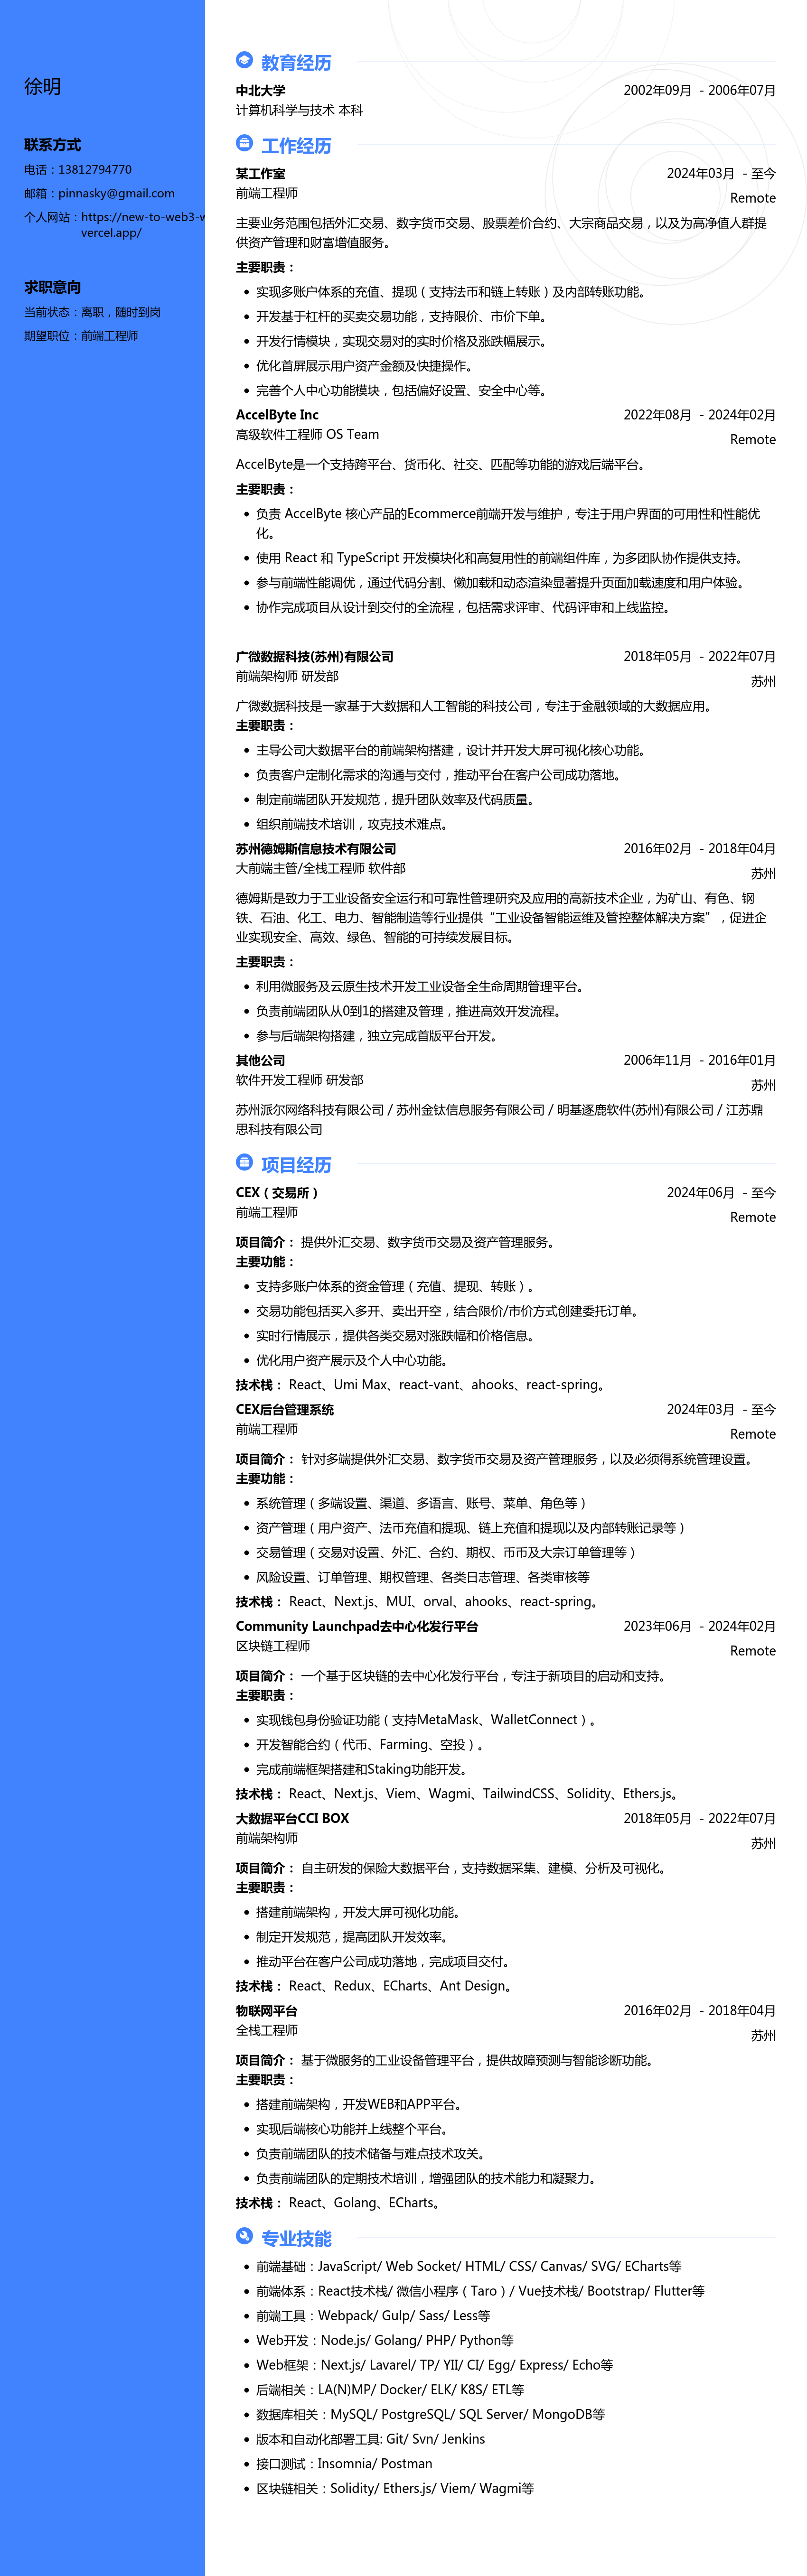 徐明
联系方式
电话：13812794770
邮箱：pinnasky@gmail.com
个人网站：https://new-to-web3-w
vercel.app/
求职意向
当前状态：离职，随时到岗
期望职位：前端工程师
教育经历
中北大学 2002年09月 - 2006年07月
计算机科学与技术 本科
工作经历
某工作室 2024年03月 - 至今
前端工程师
Remote
主要业务范围包括外汇交易、数字货币交易、股票差价合约、大宗商品交易，以及为高净值人群提
供资产管理和财富增值服务。
主要职责：
• 实现多账户体系的充值、提现（支持法币和链上转账）及内部转账功能。
• 开发基于杠杆的买卖交易功能，支持限价、市价下单。
• 开发行情模块，实现交易对的实时价格及涨跌幅展示。
• 优化首屏展示用户资产金额及快捷操作。
• 完善个人中心功能模块，包括偏好设置、安全中心等。
AccelByte Inc 2022年08月 - 2024年02月
高级软件工程师 OS Team
Remote
AccelByte是一个支持跨平台、货币化、社交、匹配等功能的游戏后端平台。
主要职责：
• 负责 AccelByte 核心产品的Ecommerce前端开发与维护，专注于用户界面的可用性和性能优
化。
• 使用 React 和 TypeScript 开发模块化和高复用性的前端组件库，为多团队协作提供支持。
• 参与前端性能调优，通过代码分割、懒加载和动态渲染显著提升页面加载速度和用户体验。
• 协作完成项目从设计到交付的全流程，包括需求评审、代码评审和上线监控。
广微数据科技(苏州)有限公司 2018年05月 - 2022年07月
前端架构师 研发部
苏州
广微数据科技是一家基于大数据和人工智能的科技公司，专注于金融领域的大数据应用。
主要职责：
• 主导公司大数据平台的前端架构搭建，设计并开发大屏可视化核心功能。
• 负责客户定制化需求的沟通与交付，推动平台在客户公司成功落地。
• 制定前端团队开发规范，提升团队效率及代码质量。
• 组织前端技术培训，攻克技术难点。
苏州德姆斯信息技术有限公司 2016年02月 - 2018年04月
大前端主管/全栈工程师 软件部
苏州
德姆斯是致力于工业设备安全运行和可靠性管理研究及应用的高新技术企业，为矿山、有色、钢
铁、石油、化工、电力、智能制造等行业提供“工业设备智能运维及管控整体解决方案”，促进企
业实现安全、高效、绿色、智能的可持续发展目标。
主要职责：
• 利用微服务及云原生技术开发工业设备全生命周期管理平台。
• 负责前端团队从0到1的搭建及管理，推进高效开发流程。
• 参与后端架构搭建，独立完成首版平台开发。
其他公司 2006年11月 - 2016年01月
软件开发工程师 研发部
苏州
苏州派尔网络科技有限公司 / 苏州金钛信息服务有限公司 / 明基逐鹿软件(苏州)有限公司 / 江苏鼎
思科技有限公司
项目经历
CEX（交易所） 2024年06月 - 至今
前端工程师
Remote
项目简介： 提供外汇交易、数字货币交易及资产管理服务。
主要功能：
• 支持多账户体系的资金管理（充值、提现、转账）。
• 交易功能包括买入多开、卖出开空，结合限价/市价方式创建委托订单。
• 实时行情展示，提供各类交易对涨跌幅和价格信息。
• 优化用户资产展示及个人中心功能。
技术栈： React、Umi Max、react-vant、ahooks、react-spring。
CEX后台管理系统 2024年03月 - 至今
前端工程师
Remote
项目简介： 针对多端提供外汇交易、数字货币交易及资产管理服务，以及必须得系统管理设置。
主要功能：
• 系统管理（多端设置、渠道、多语言、账号、菜单、角色等）
• 资产管理（用户资产、法币充值和提现、链上充值和提现以及内部转账记录等）
• 交易管理（交易对设置、外汇、合约、期权、币币及大宗订单管理等）
• 风险设置、订单管理、期权管理、各类日志管理、各类审核等
技术栈： React、Next.js、MUI、orval、ahooks、react-spring。
Community Launchpad去中心化发行平台 2023年06月 - 2024年02月
区块链工程师
Remote
项目简介： 一个基于区块链的去中心化发行平台，专注于新项目的启动和支持。
主要职责：
• 实现钱包身份验证功能（支持MetaMask、WalletConnect）。
• 开发智能合约（代币、Farming、空投）。
• 完成前端框架搭建和Staking功能开发。
技术栈： React、Next.js、Viem、Wagmi、TailwindCSS、Solidity、Ethers.js。
大数据平台CCI BOX 2018年05月 - 2022年07月
前端架构师
苏州
项目简介： 自主研发的保险大数据平台，支持数据采集、建模、分析及可视化。
主要职责：
• 搭建前端架构，开发大屏可视化功能。
• 制定开发规范，提高团队开发效率。
• 推动平台在客户公司成功落地，完成项目交付。
技术栈： React、Redux、ECharts、Ant Design。
物联网平台 2016年02月 - 2018年04月
全栈工程师
苏州
项目简介： 基于微服务的工业设备管理平台，提供故障预测与智能诊断功能。
主要职责：
• 搭建前端架构，开发WEB和APP平台。
• 实现后端核心功能并上线整个平台。
• 负责前端团队的技术储备与难点技术攻关。
• 负责前端团队的定期技术培训，增强团队的技术能力和凝聚力。
技术栈： React、Golang、ECharts。
专业技能
• 前端基础：JavaScript/ Web Socket/ HTML/ CSS/ Canvas/ SVG/ ECharts等
• 前端体系：React技术栈/ 微信小程序（Taro）/ Vue技术栈/ Bootstrap/ Flutter等
• 前端工具：Webpack/ Gulp/ Sass/ Less等
• Web开发：Node.js/ Golang/ PHP/ Python等
• Web框架：Next.js/ Lavarel/ TP/ YII/ CI/ Egg/ Express/ Echo等
• 后端相关：LA(N)MP/ Docker/ ELK/ K8S/ ETL等
• 数据库相关：MySQL/ PostgreSQL/ SQL Server/ MongoDB等
• 版本和自动化部署工具: Git/ Svn/ Jenkins
• 接口测试：Insomnia/ Postman
• 区块链相关：Solidity/ Ethers.js/ Viem/ Wagmi等